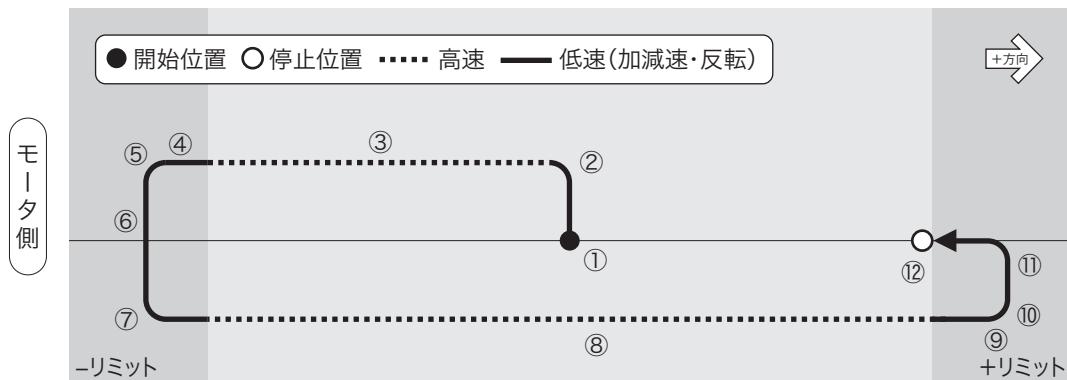 ●開始位置 ○停止位置 ······ 高速 ── 低速（加減速・反転）
+方向
モータ側
⑤ ④ ③ ②
⑥
①
⑫ ⑪
⑦ ⑧ ⑨ ⑩
−リミット +リミット